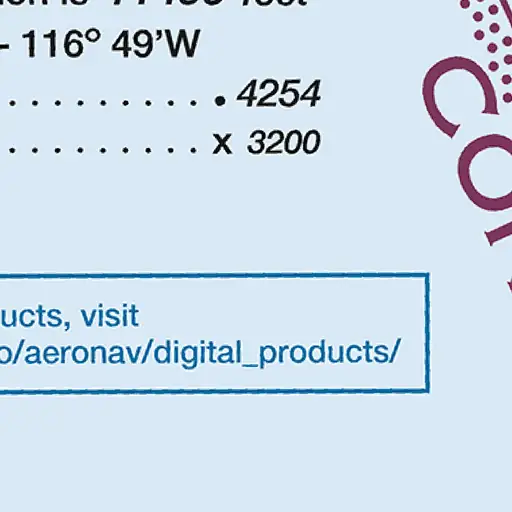 - 116° 49'W
. . . . . . . . . . . . • 4254
. . . . . . . . . . . . x 3200
ucts, visit
o/aeronav/digital_products/